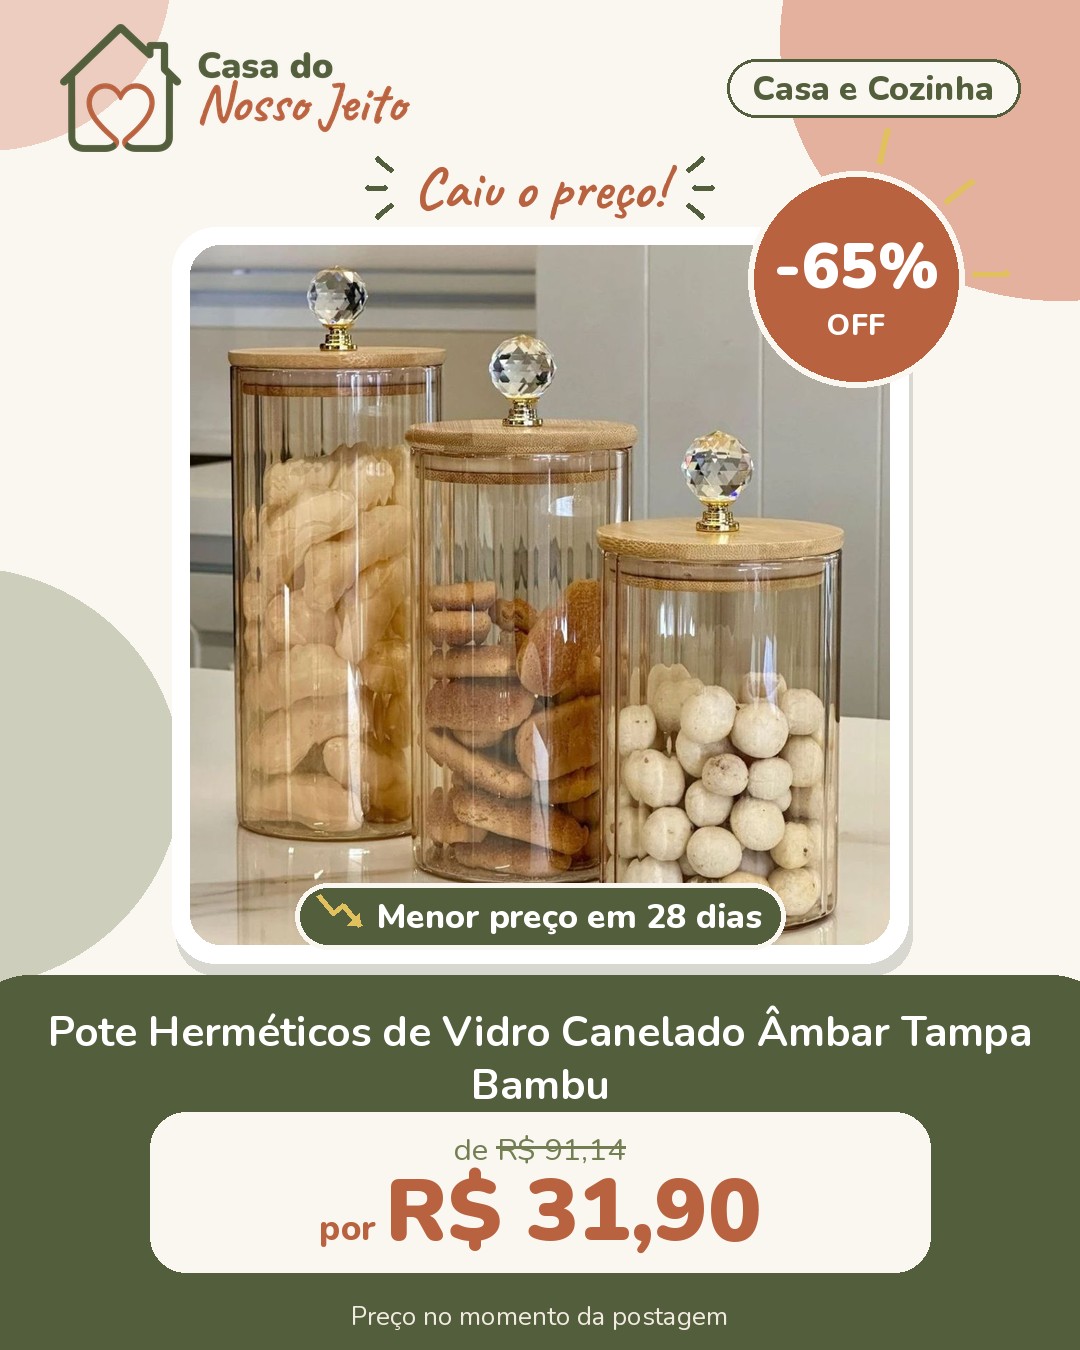 Casa do
Nosso Jeito
Casa e Cozinha
Caiu o preço!
-65%
OFF
Menor preço em 28 dias
Pote Herméticos de Vidro Canelado Âmbar Tampa
Bambu
de R$ 91,14
por R$ 31,90
Preço no momento da postagem